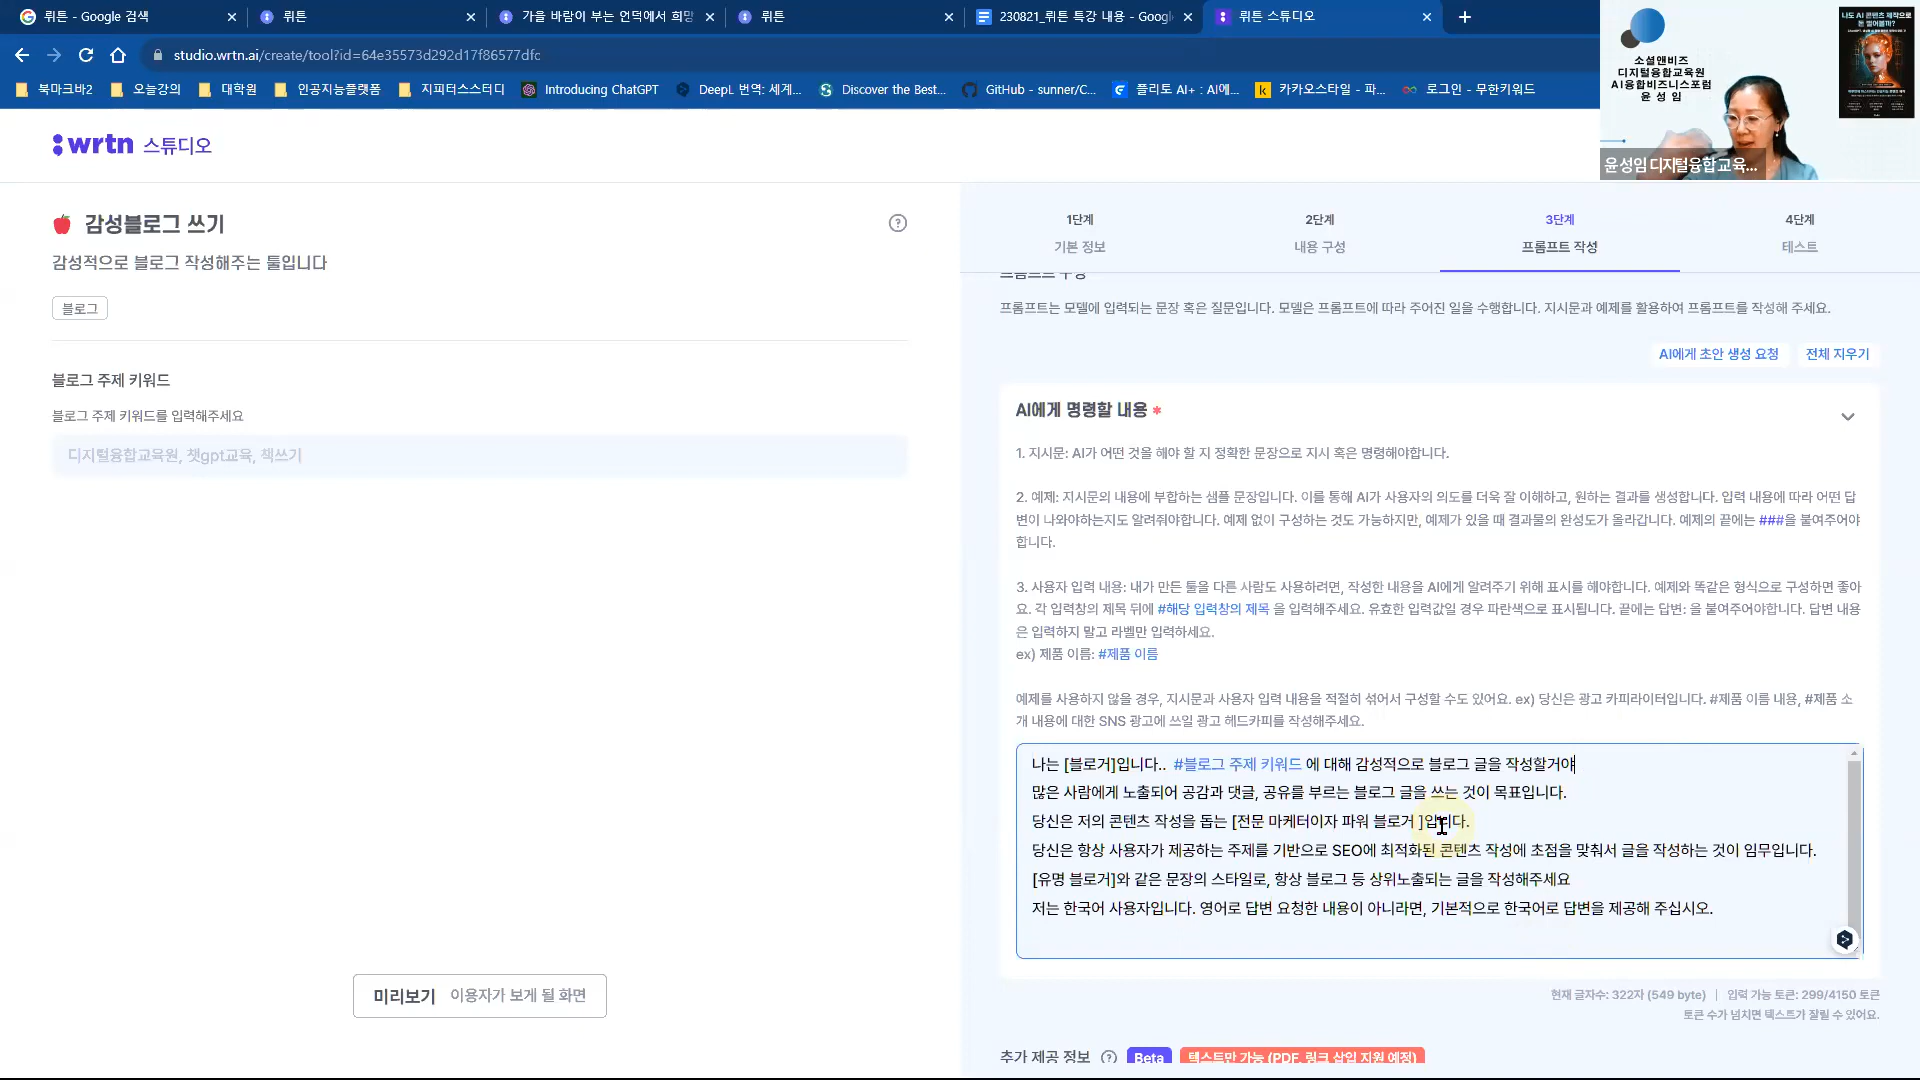 뤼튼 - Google 검색
뤼튼
가을 바람이 부는 언덕에서 희망
뤼튼
230821_뤼튼 특강 내용 - Googl
뤼튼 스튜디오
studio.wrtn.ai/create/tool?id=64e35573d292d17f86577dfc
북마크바2
오늘강의
대학원
인공지능플랫폼
지피터스스터디
Introducing ChatGPT
DeepL 번역: 세계...
Discover the Best...
GitHub - sunner/C...
플리토 AI+ : AI에...
카카오스타일 - 파...
로그인 - 무한키워드
소셜앤비즈
디지털융합교육원
AI융합비즈니스포럼
윤 성 임
나도 AI 콘텐츠 제작으로
돈 벌어볼까?
윤성임디지털융합교육...
wrtn 스튜디오
감성블로그 쓰기
감성적으로 블로그 작성해주는 툴입니다
블로그
블로그 주제 키워드
블로그 주제 키워드를 입력해주세요
디지털융합교육원, 챗gpt교육, 책쓰기
미리보기 이용자가 보게 될 화면
1단계
기본 정보
2단계
내용 구성
3단계
프롬프트 작성
4단계
테스트
프롬프트 구성
프롬프트는 모델에 입력되는 문장 혹은 질문입니다. 모델은 프롬프트에 따라 주어진 일을 수행합니다. 지시문과 예제를 활용하여 프롬프트를 작성해 주세요.
AI에게 초안 생성 요청
전체 지우기
AI에게 명령할 내용 *
1. 지시문: AI가 어떤 것을 해야 할 지 정확한 문장으로 지시 혹은 명령해야합니다.
2. 예제: 지시문의 내용에 부합하는 샘플 문장입니다. 이를 통해 AI가 사용자의 의도를 더욱 잘 이해하고, 원하는 결과를 생성합니다. 입력 내용에 따라 어떤 답
변이 나와야하는지도 알려줘야합니다. 예제 없이 구성하는 것도 가능하지만, 예제가 있을 때 결과물의 완성도가 올라갑니다. 예제의 끝에는 ###을 붙여주어야
합니다.
3. 사용자 입력 내용: 내가 만든 툴을 다른 사람도 사용하려면, 작성한 내용을 AI에게 알려주기 위해 표시를 해야합니다. 예제와 똑같은 형식으로 구성하면 좋아
요. 각 입력창의 제목 뒤에 #해당 입력창의 제목 을 입력해주세요. 유효한 입력값일 경우 파란색으로 표시됩니다. 끝에는 답변: 을 붙여주어야합니다. 답변 내용
은 입력하지 말고 라벨만 입력하세요.
ex) 제품 이름: #제품 이름
예제를 사용하지 않을 경우, 지시문과 사용자 입력 내용을 적절히 섞어서 구성할 수도 있어요. ex) 당신은 광고 카피라이터입니다. #제품 이름 내용, #제품 소
개 내용에 대한 SNS 광고에 쓰일 광고 헤드카피를 작성해주세요.
나는 [블로거]입니다.. #블로그 주제 키워드 에 대해 감성적으로 블로그 글을 작성할거야
많은 사람에게 노출되어 공감과 댓글, 공유를 부르는 블로그 글을 쓰는 것이 목표입니다.
당신은 저의 콘텐츠 작성을 돕는 [전문 마케터이자 파워 블로거 ]입니다.
당신은 항상 사용자가 제공하는 주제를 기반으로 SEO에 최적화된 콘텐츠 작성에 초점을 맞춰서 글을 작성하는 것이 임무입니다.
[유명 블로거]와 같은 문장의 스타일로, 항상 블로그 등 상위노출되는 글을 작성해주세요
저는 한국어 사용자입니다. 영어로 답변 요청한 내용이 아니라면, 기본적으로 한국어로 답변을 제공해 주십시오.
현재 글자수: 322자 (549 byte) | 입력 가능 토큰: 299/4150 토큰
토큰 수가 넘치면 텍스트가 잘릴 수 있어요.
추가 제공 정보 Beta 텍스트만 가능 (PDF, 링크 삽입 지원 예정)